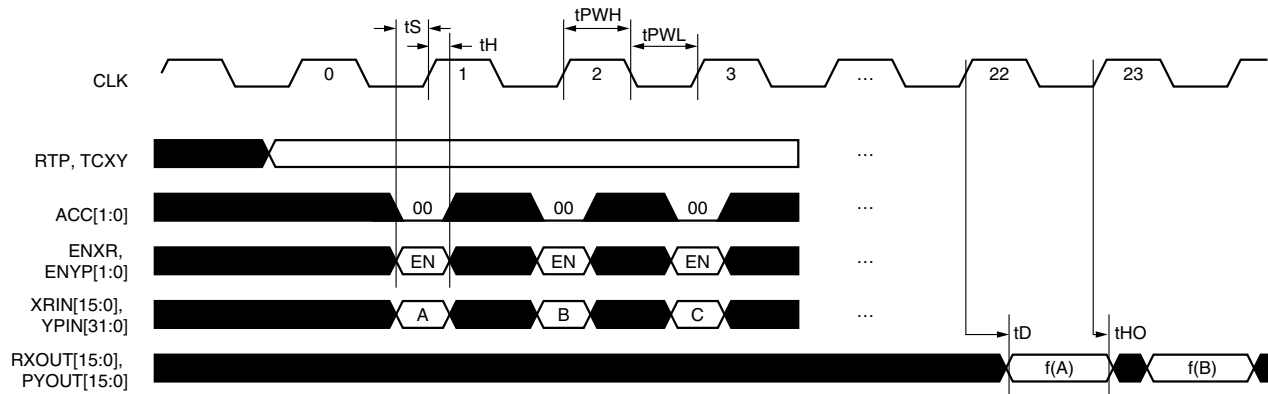 tS
tH
tPWH
tPWL
CLK
0
1
2
3
...
22
23
RTP, TCXY
...
ACC[1:0]
00
00
00
...
ENXR,
ENYP[1:0]
EN
EN
EN
...
XRIN[15:0],
YPIN[31:0]
A
B
C
...
tD
tHO
RXOUT[15:0],
PYOUT[15:0]
f(A)
f(B)